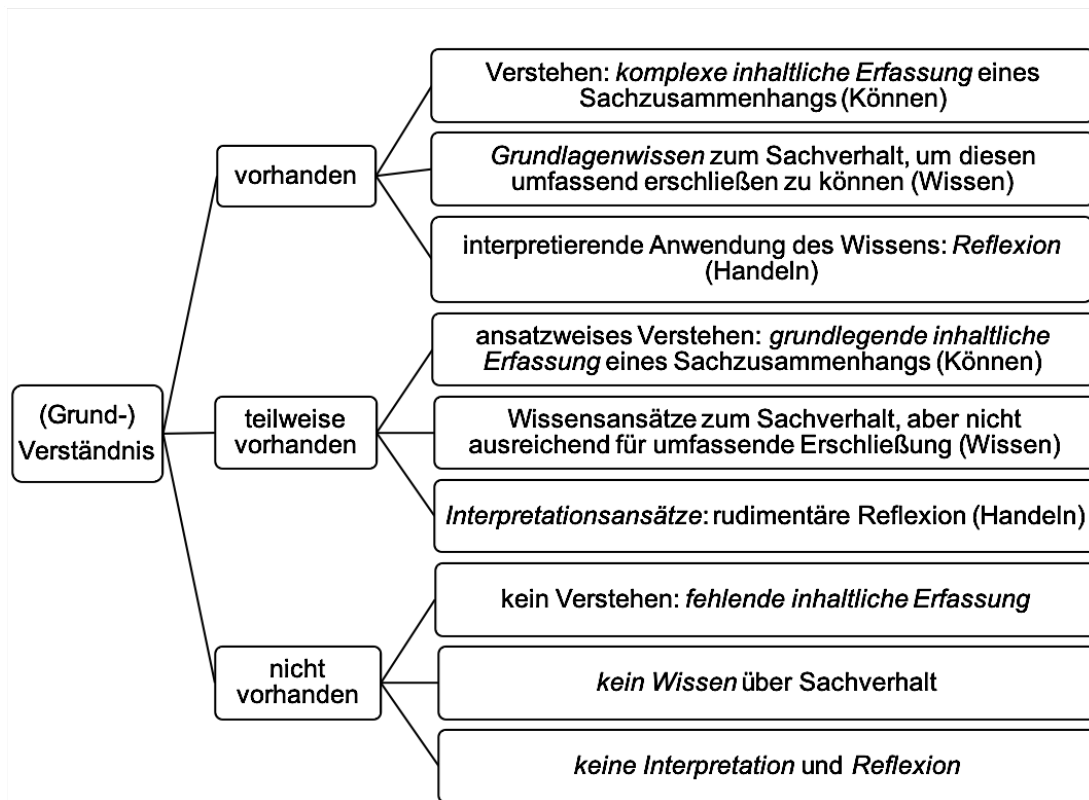 Verstehen: komplexe inhaltliche Erfassung eines
Sachzusammenhangs (Können)
vorhanden
Grundlagenwissen zum Sachverhalt, um diesen
umfassend erschließen zu können (Wissen)
interpretierende Anwendung des Wissens: Reflexion
(Handeln)
(Grund-)
Verständnis
teilweise
vorhanden
ansatzweises Verstehen: grundlegende inhaltliche
Erfassung eines Sachzusammenhangs (Können)
Wissensansätze zum Sachverhalt, aber nicht
ausreichend für umfassende Erschließung (Wissen)
Interpretationsansätze: rudimentäre Reflexion (Handeln)
nicht
vorhanden
kein Verstehen: fehlende inhaltliche Erfassung
kein Wissen über Sachverhalt
keine Interpretation und Reflexion